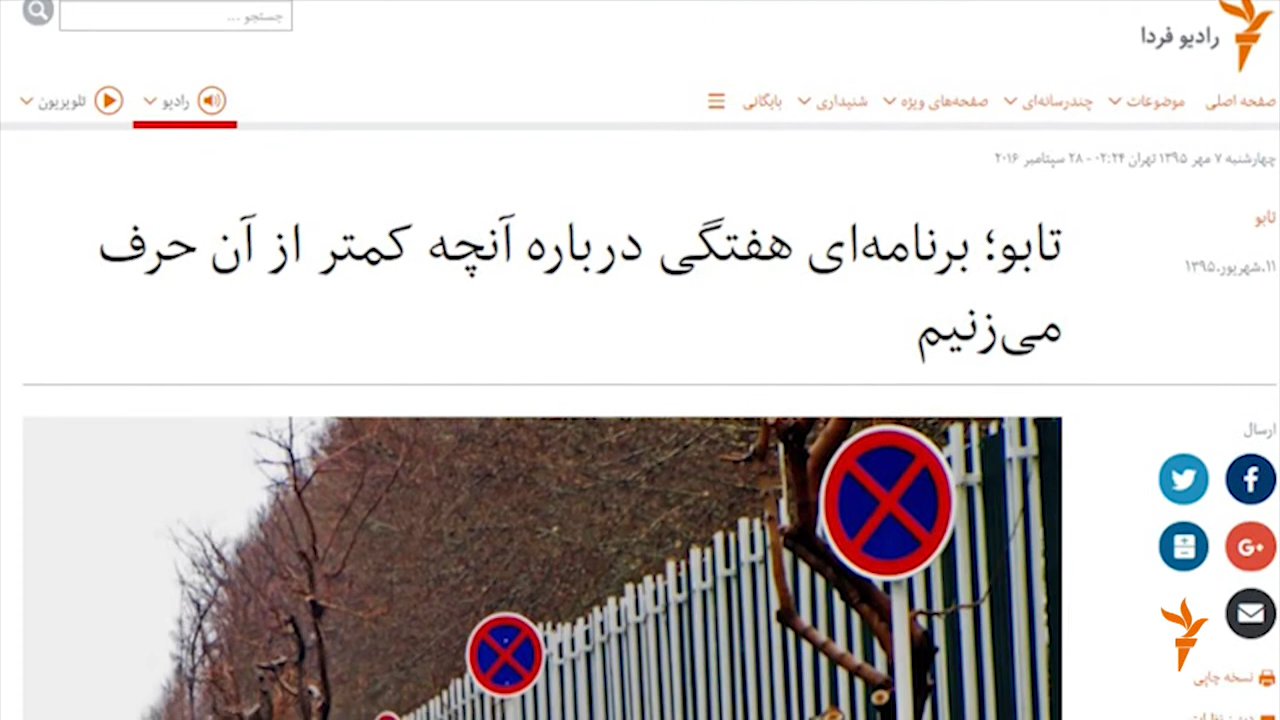 رادیو فردا
جستجو ...
صفحه اصلی موضوعات چندرسانه‌ای صفحه‌های ویژه شنیداری بایگانی
رادیو تلویزیون
چهارشنبه ۷ مهر ۱۳۹۵ تهران ۰۲:۲۴ - ۲۸ سپتامبر ۲۰۱۶
تابو
۱۱.شهریور.۱۳۹۵
تابو؛ برنامه‌ای هفتگی درباره آنچه کمتر از آن حرف
می‌زنیم
ارسال
نسخه چاپی